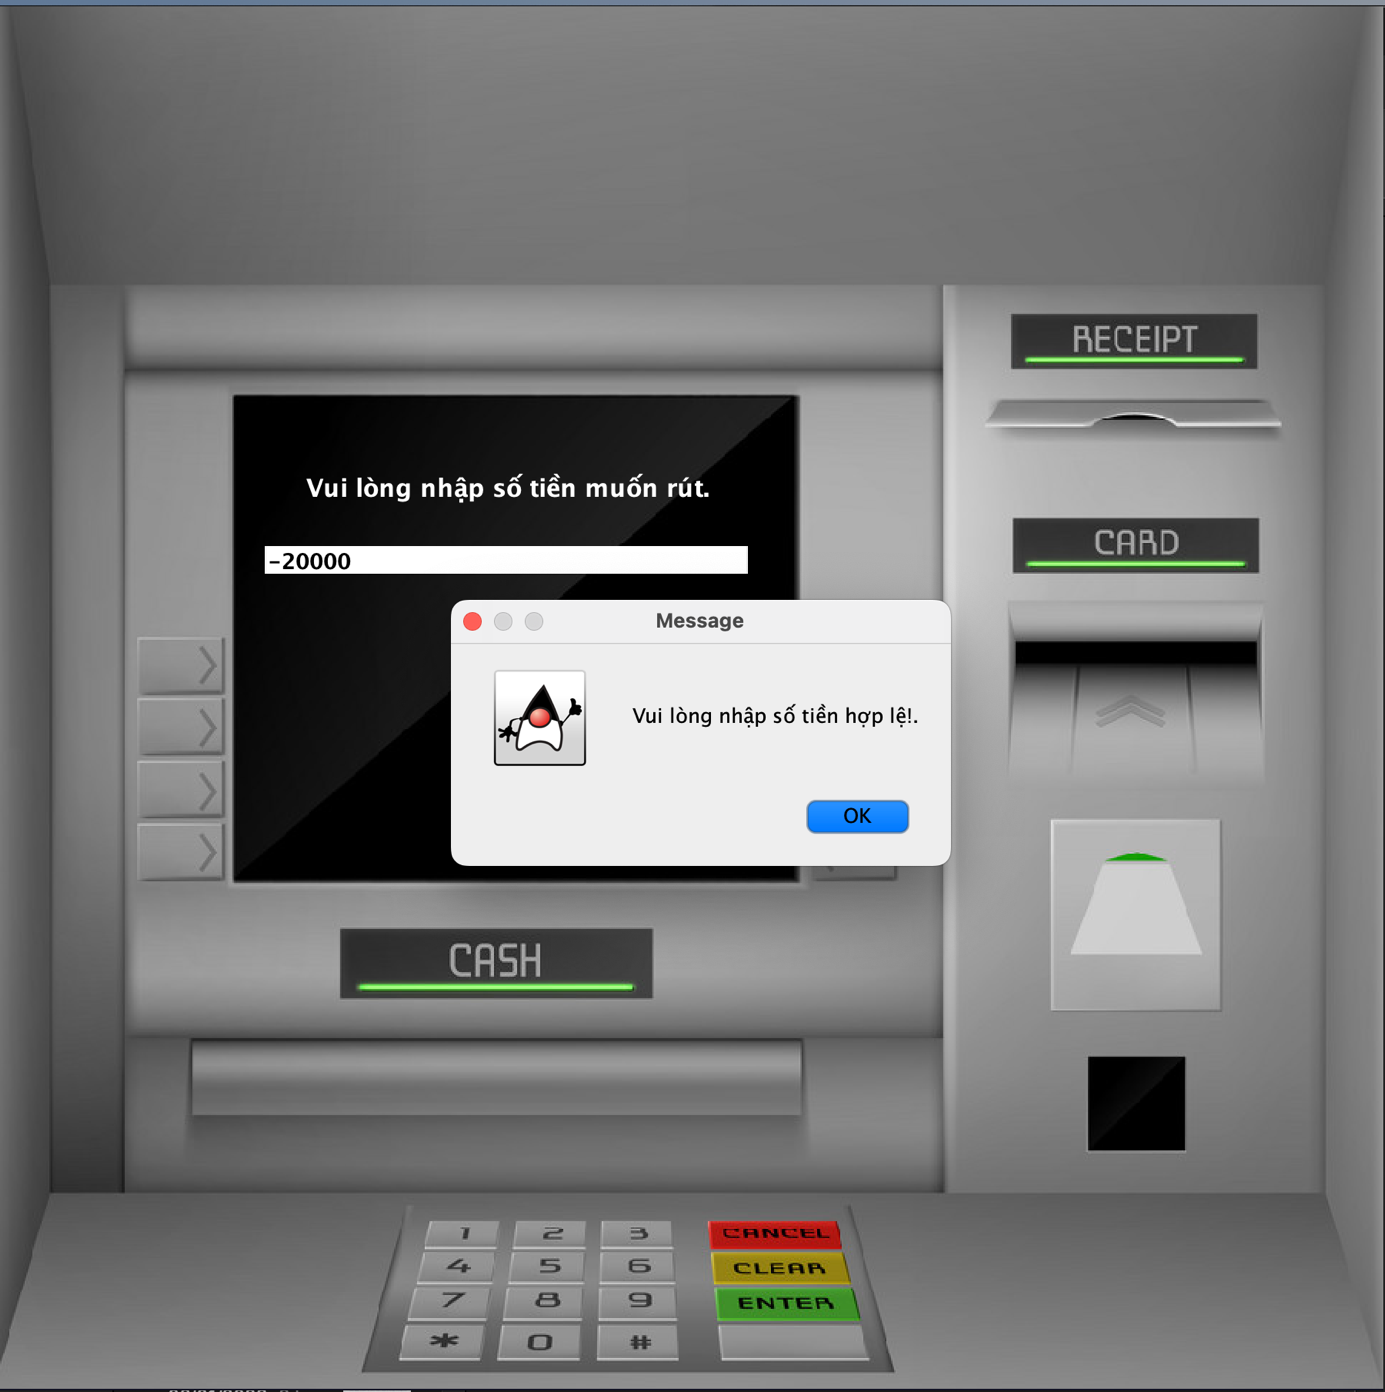 RECEIPT
Vui lòng nhập số tiền muốn rút.
CARD
-20000
Message
Vui lòng nhập số tiền hợp lệ!.
OK
CASH
1 2 3 CANCEL
4 5 6 CLEAR
7 8 9 ENTER
* 0 #